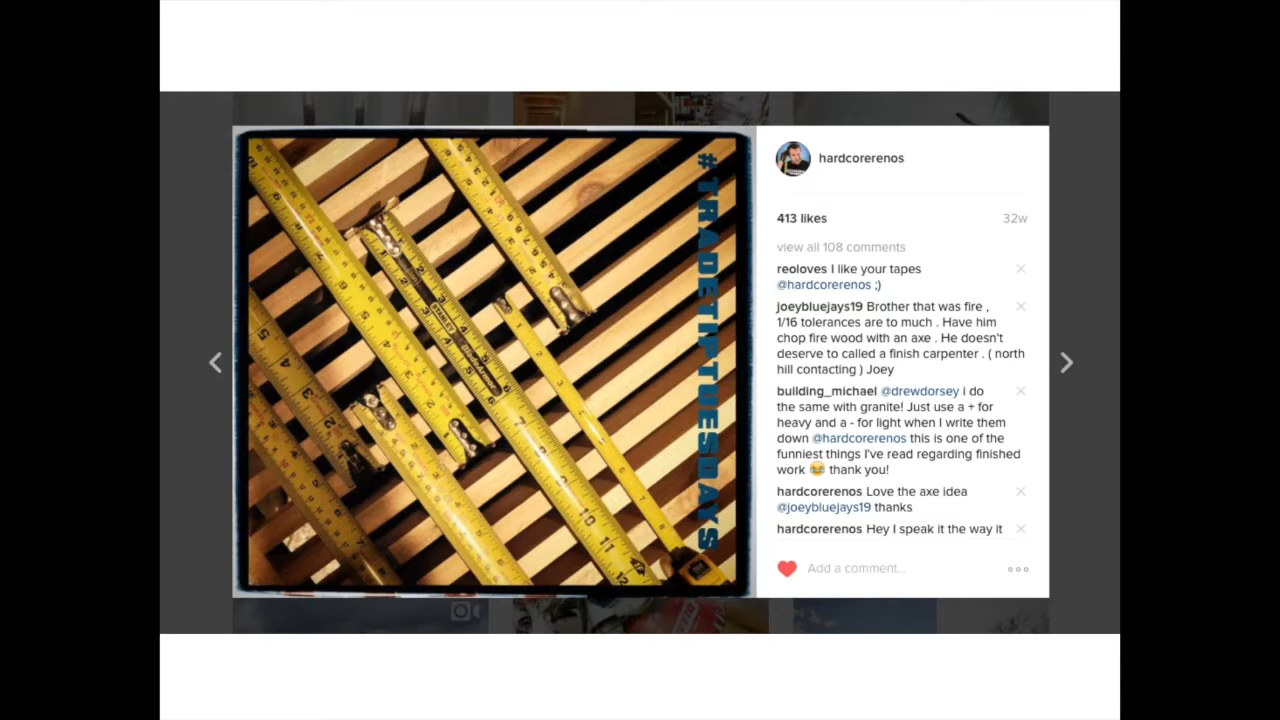 #TRADETIPTUESDAYS
STANLEY
BladeArmor
hardcorerenos
413 likes 32w
view all 108 comments
reoloves I like your tapes
@hardcorerenos ;)
joeybluejays19 Brother that was fire ,
1/16 tolerances are to much . Have him
chop fire wood with an axe . He doesn't
deserve to called a finish carpenter . ( north
hill contacting ) Joey
building_michael @drewdorsey i do
the same with granite! Just use a + for
heavy and a - for light when I write them
down @hardcorerenos this is one of the
funniest things I've read regarding finished
work 😂 thank you!
hardcorerenos Love the axe idea
@joeybluejays19 thanks
hardcorerenos Hey I speak it the way it
Add a comment...